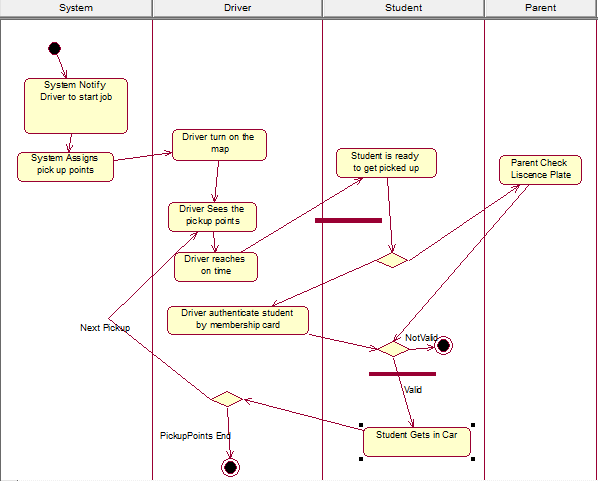 System
Driver
Student
Parent
System Notify
Driver to start job
System Assigns
pick up points
Driver turn on the
map
Student is ready
to get picked up
Parent Check
Liscence Plate
Driver Sees the
pickup points
Driver reaches
on time
Driver authenticate student
by membership card
Next Pickup
NotValid
Valid
PickupPoints End
Student Gets in Car